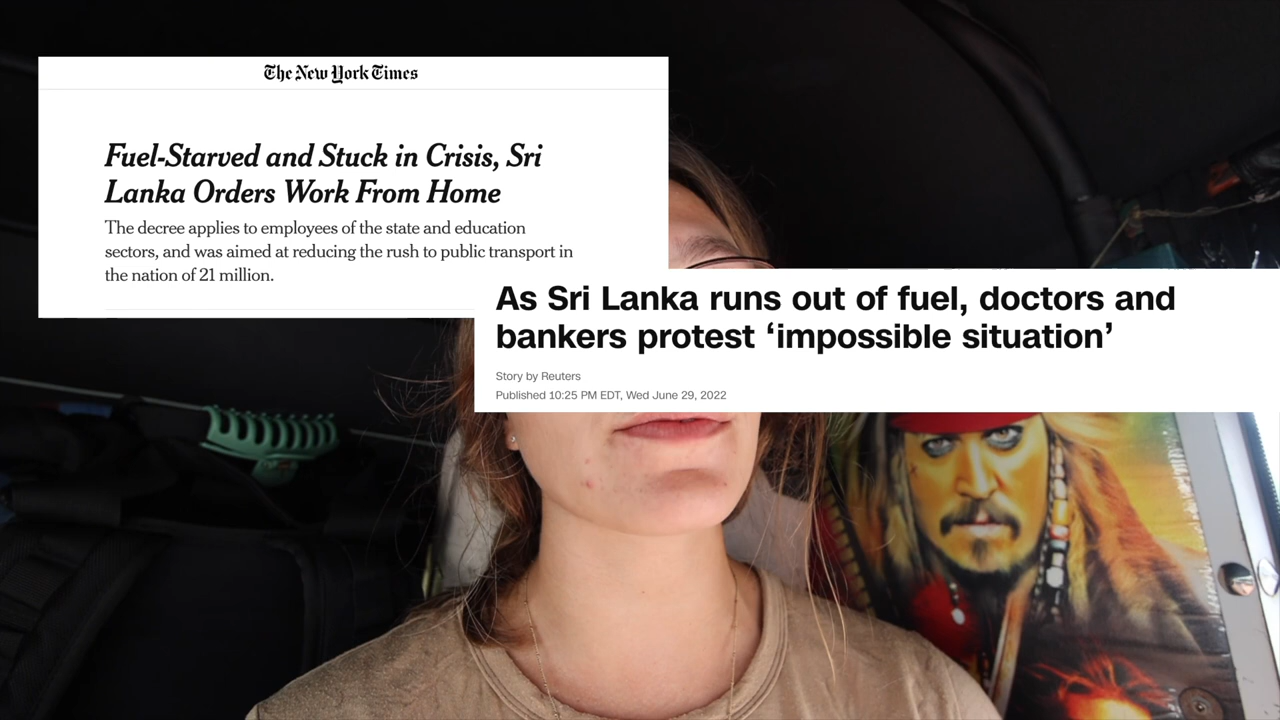 The New York Times
Fuel-Starved and Stuck in Crisis, Sri
Lanka Orders Work From Home
The decree applies to employees of the state and education
sectors, and was aimed at reducing the rush to public transport in
the nation of 21 million.
As Sri Lanka runs out of fuel, doctors and
bankers protest ‘impossible situation’
Story by Reuters
Published 10:25 PM EDT, Wed June 29, 2022